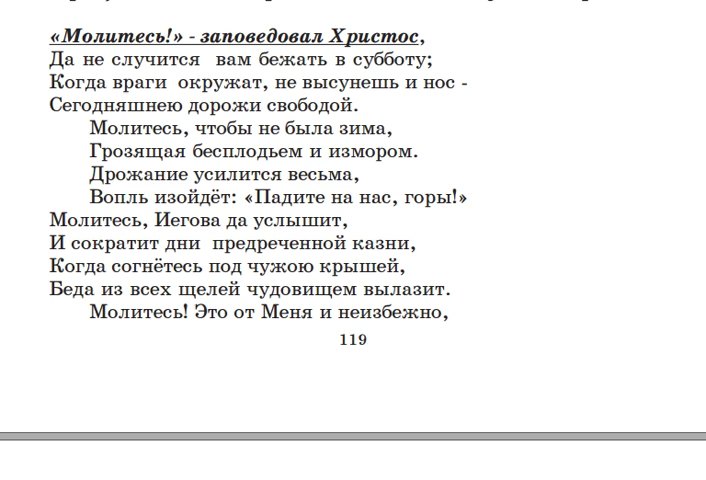 «Молитесь!» - заповедовал Христос,
Да не случится вам бежать в субботу;
Когда враги окружат, не высунешь и нос -
Сегодняшнею дорожи свободой.
Молитесь, чтобы не была зима,
Грозящая бесплодьем и измором.
Дрожание усилится весьма,
Вопль изойдёт: «Падите на нас, горы!»
Молитесь, Иегова да услышит,
И сократит дни предреченной казни,
Когда согнётесь под чужою крышей,
Беда из всех щелей чудовищем вылазит.
Молитесь! Это от Меня и неизбежно,
119